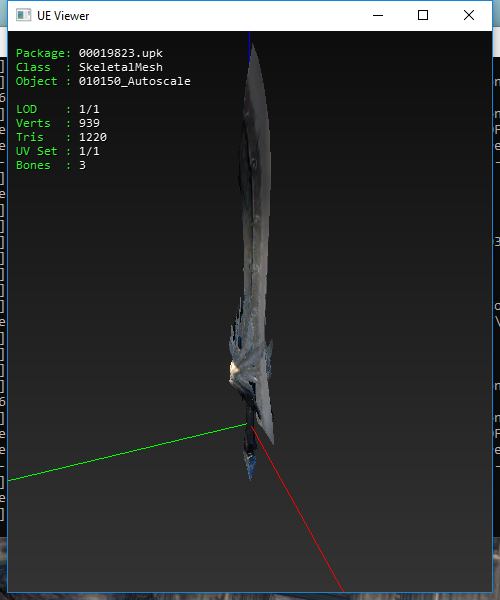 UE Viewer
Package: 00019823.upk
Class : SkeletalMesh
Object : 010150_Autoscale
LOD : 1/1
Verts : 939
Tris : 1220
UV Set : 1/1
Bones : 3